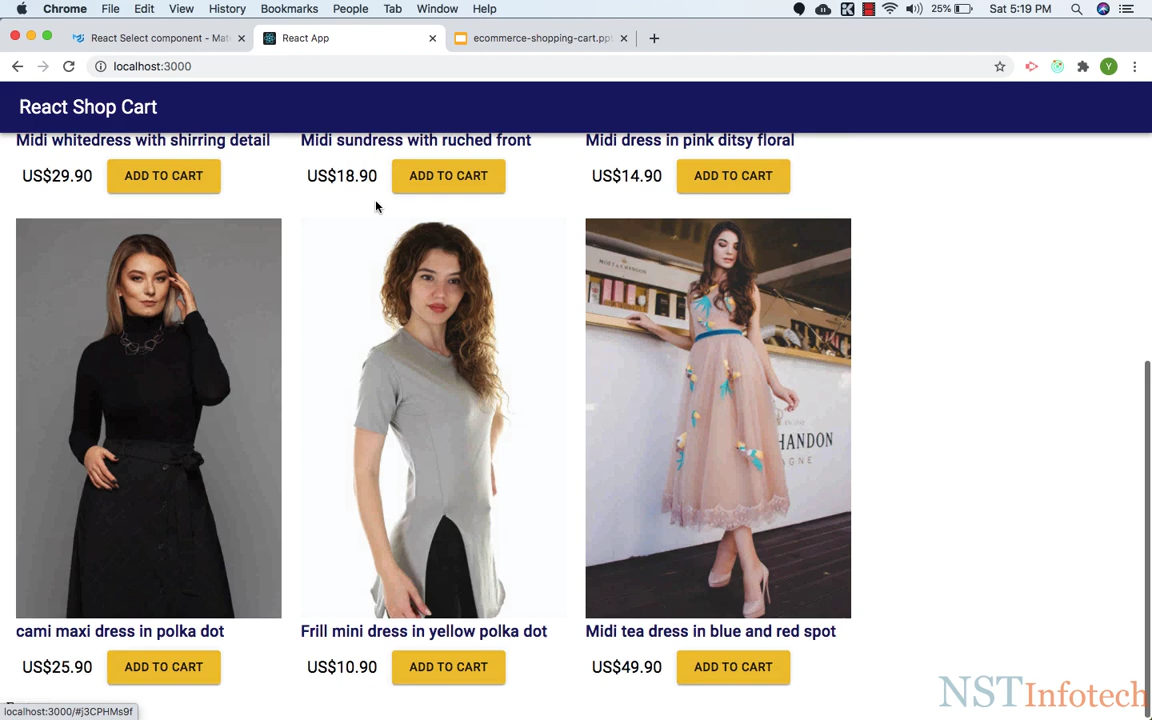 Chrome File Edit View History Bookmarks People Tab Window Help 25% Sat 5:19 PM
React Select component - Mate React App ecommerce-shopping-cart.ppt
localhost:3000 Y
React Shop Cart
Midi whitedress with shirring detail Midi sundress with ruched front Midi dress in pink ditsy floral
US$29.90 ADD TO CART US$18.90 ADD TO CART US$14.90 ADD TO CART
MOËT & CHANDON
HANDON
cami maxi dress in polka dot Frill mini dress in yellow polka dot Midi tea dress in blue and red spot
US$25.90 ADD TO CART US$10.90 ADD TO CART US$49.90 ADD TO CART
NSTInfotech
localhost:3000/#j3CPHMs9f